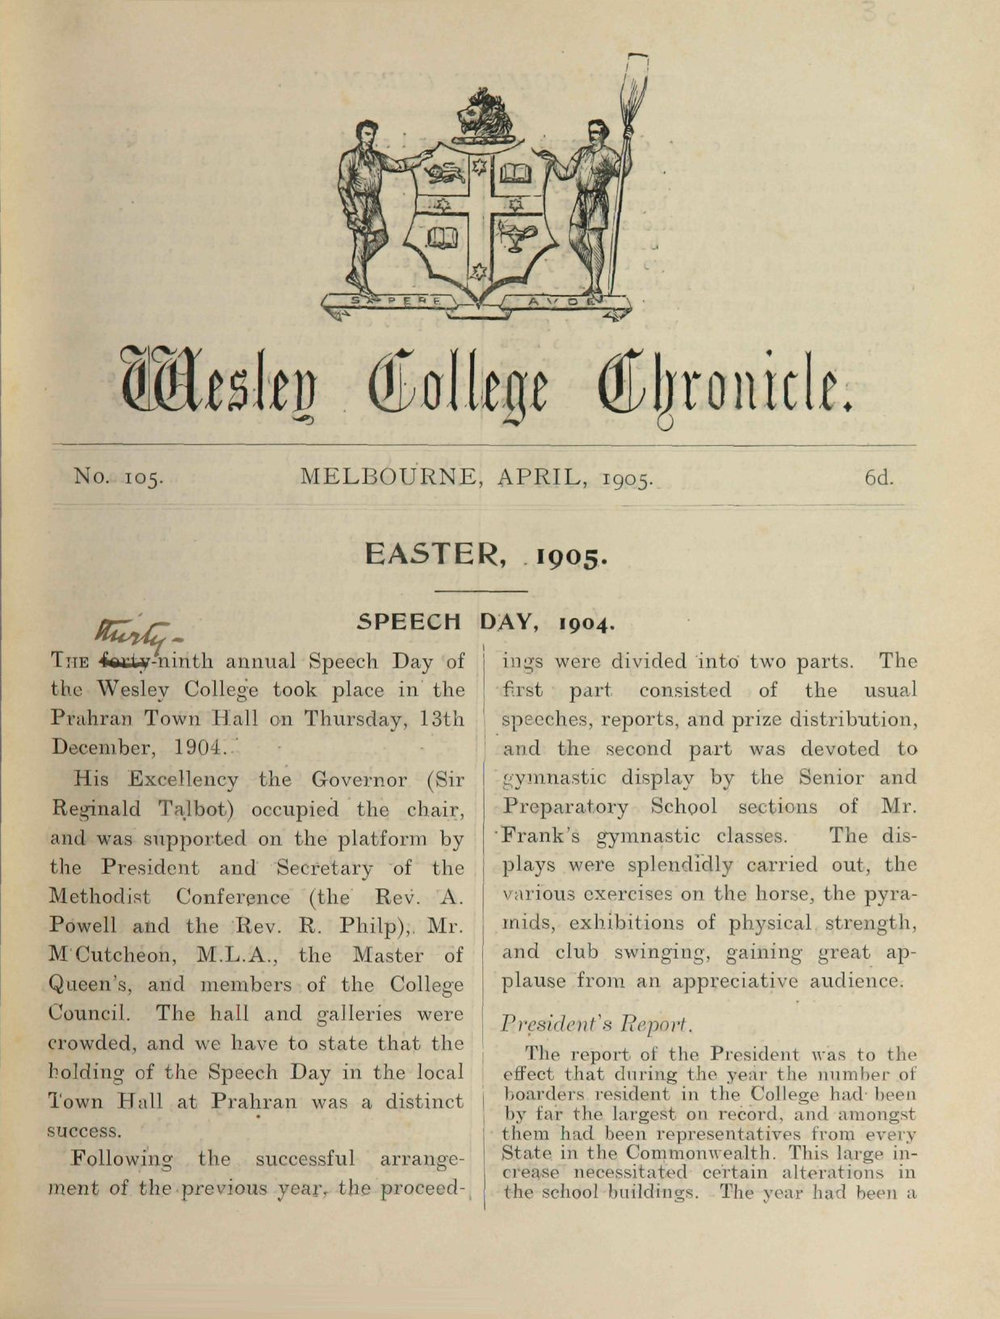 3c
SAPERE AVDE
Wesley College Chronicle.
No. 105. MELBOURNE, APRIL, 1905. 6d.
EASTER, 1905.
SPEECH DAY, 1904.
Thirty-
THE forty-ninth annual Speech Day of
the Wesley College took place in the
Prahran Town Hall on Thursday, 13th
December, 1904.
His Excellency the Governor (Sir
Reginald Talbot) occupied the chair,
and was supported on the platform by
the President and Secretary of the
Methodist Conference (the Rev. A.
Powell and the Rev. R. Philp), Mr.
M'Cutcheon, M.L.A., the Master of
Queen's, and members of the College
Council. The hall and galleries were
crowded, and we have to state that the
holding of the Speech Day in the local
Town Hall at Prahran was a distinct
success.
Following the successful arrange-
ment of the previous year, the proceed-
ings were divided into two parts. The
first part consisted of the usual
speeches, reports, and prize distribution,
and the second part was devoted to
gymnastic display by the Senior and
Preparatory School sections of Mr.
Frank's gymnastic classes. The dis-
plays were splendidly carried out, the
various exercises on the horse, the pyra-
mids, exhibitions of physical strength,
and club swinging, gaining great ap-
plause from an appreciative audience.
President's Report.
The report of the President was to the
effect that during the year the number of
boarders resident in the College had been
by far the largest on record, and amongst
them had been representatives from every
State in the Commonwealth. This large in-
crease necessitated certain alterations in
the school buildings. The year had been a